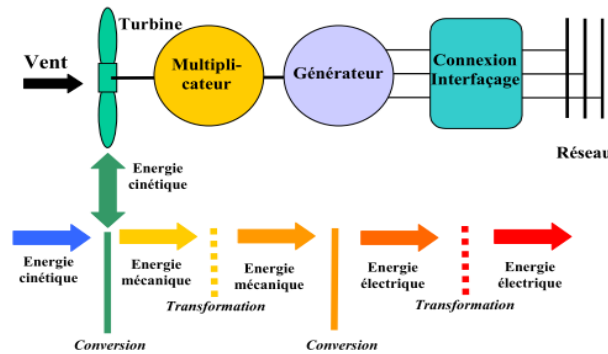 Turbine
Vent
Multipli-
cateur
Générateur
Connexion
Interfaçage
Réseau
Energie
cinétique
Energie
cinétique
Energie
mécanique
Energie
mécanique
Energie
électrique
Energie
électrique
Transformation
Transformation
Conversion
Conversion